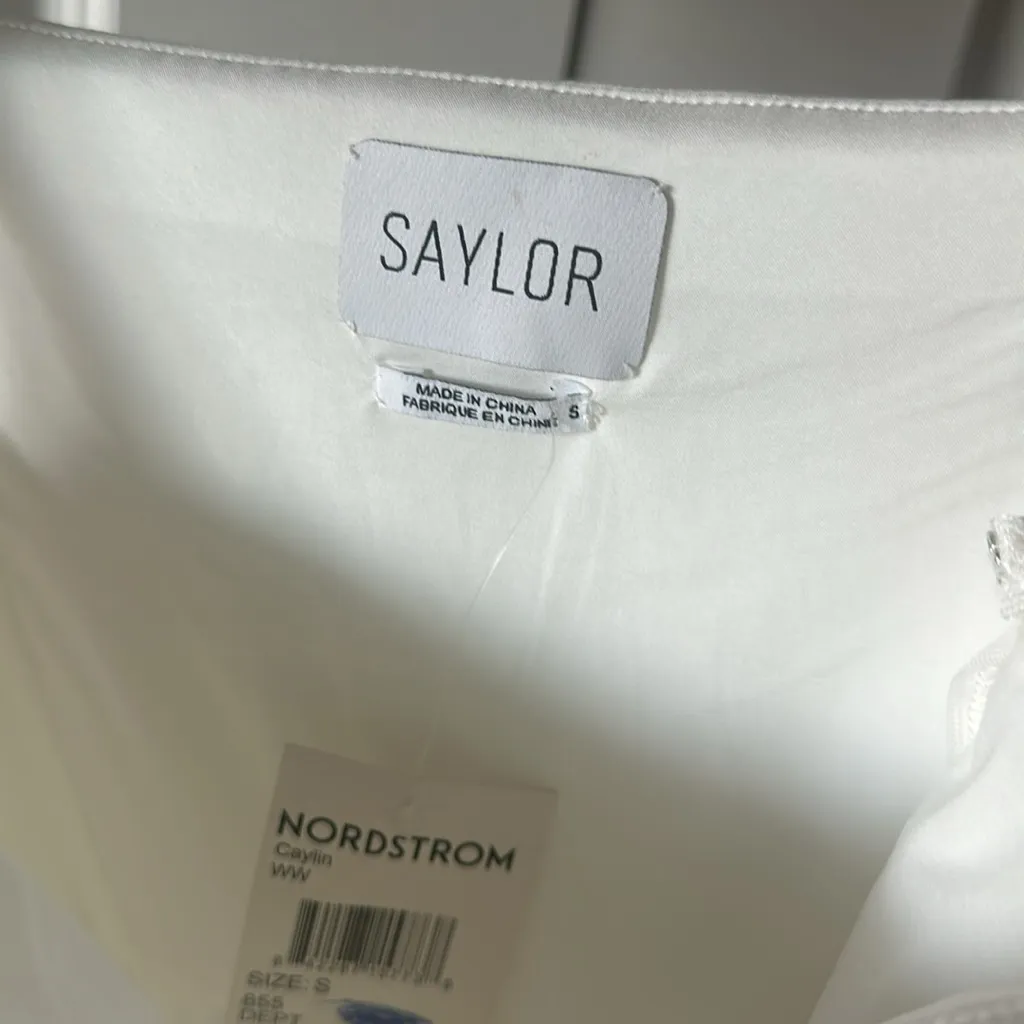 SAYLOR
MADE IN CHINA
FABRIQUE EN CHINE
S
NORDSTROM
Caylin
WW
SIZE: S
855
DEPT